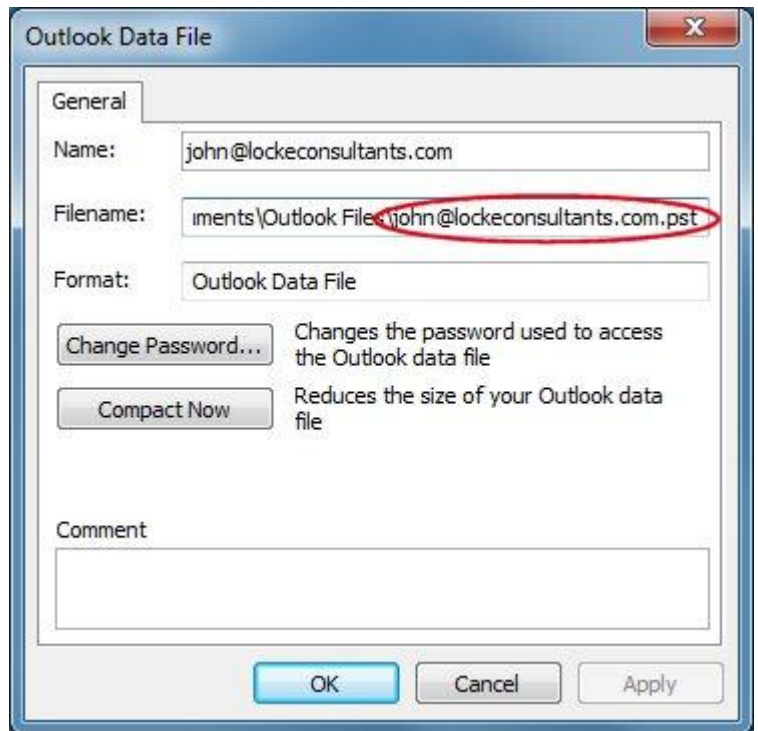 Outlook Data File
General
Name: john@lockeconsultants.com
Filename: ments\Outlook Files\john@lockeconsultants.com.pst
Format: Outlook Data File
Change Password... Changes the password used to access
the Outlook data file
Compact Now Reduces the size of your Outlook data
file
Comment
OK Cancel Apply